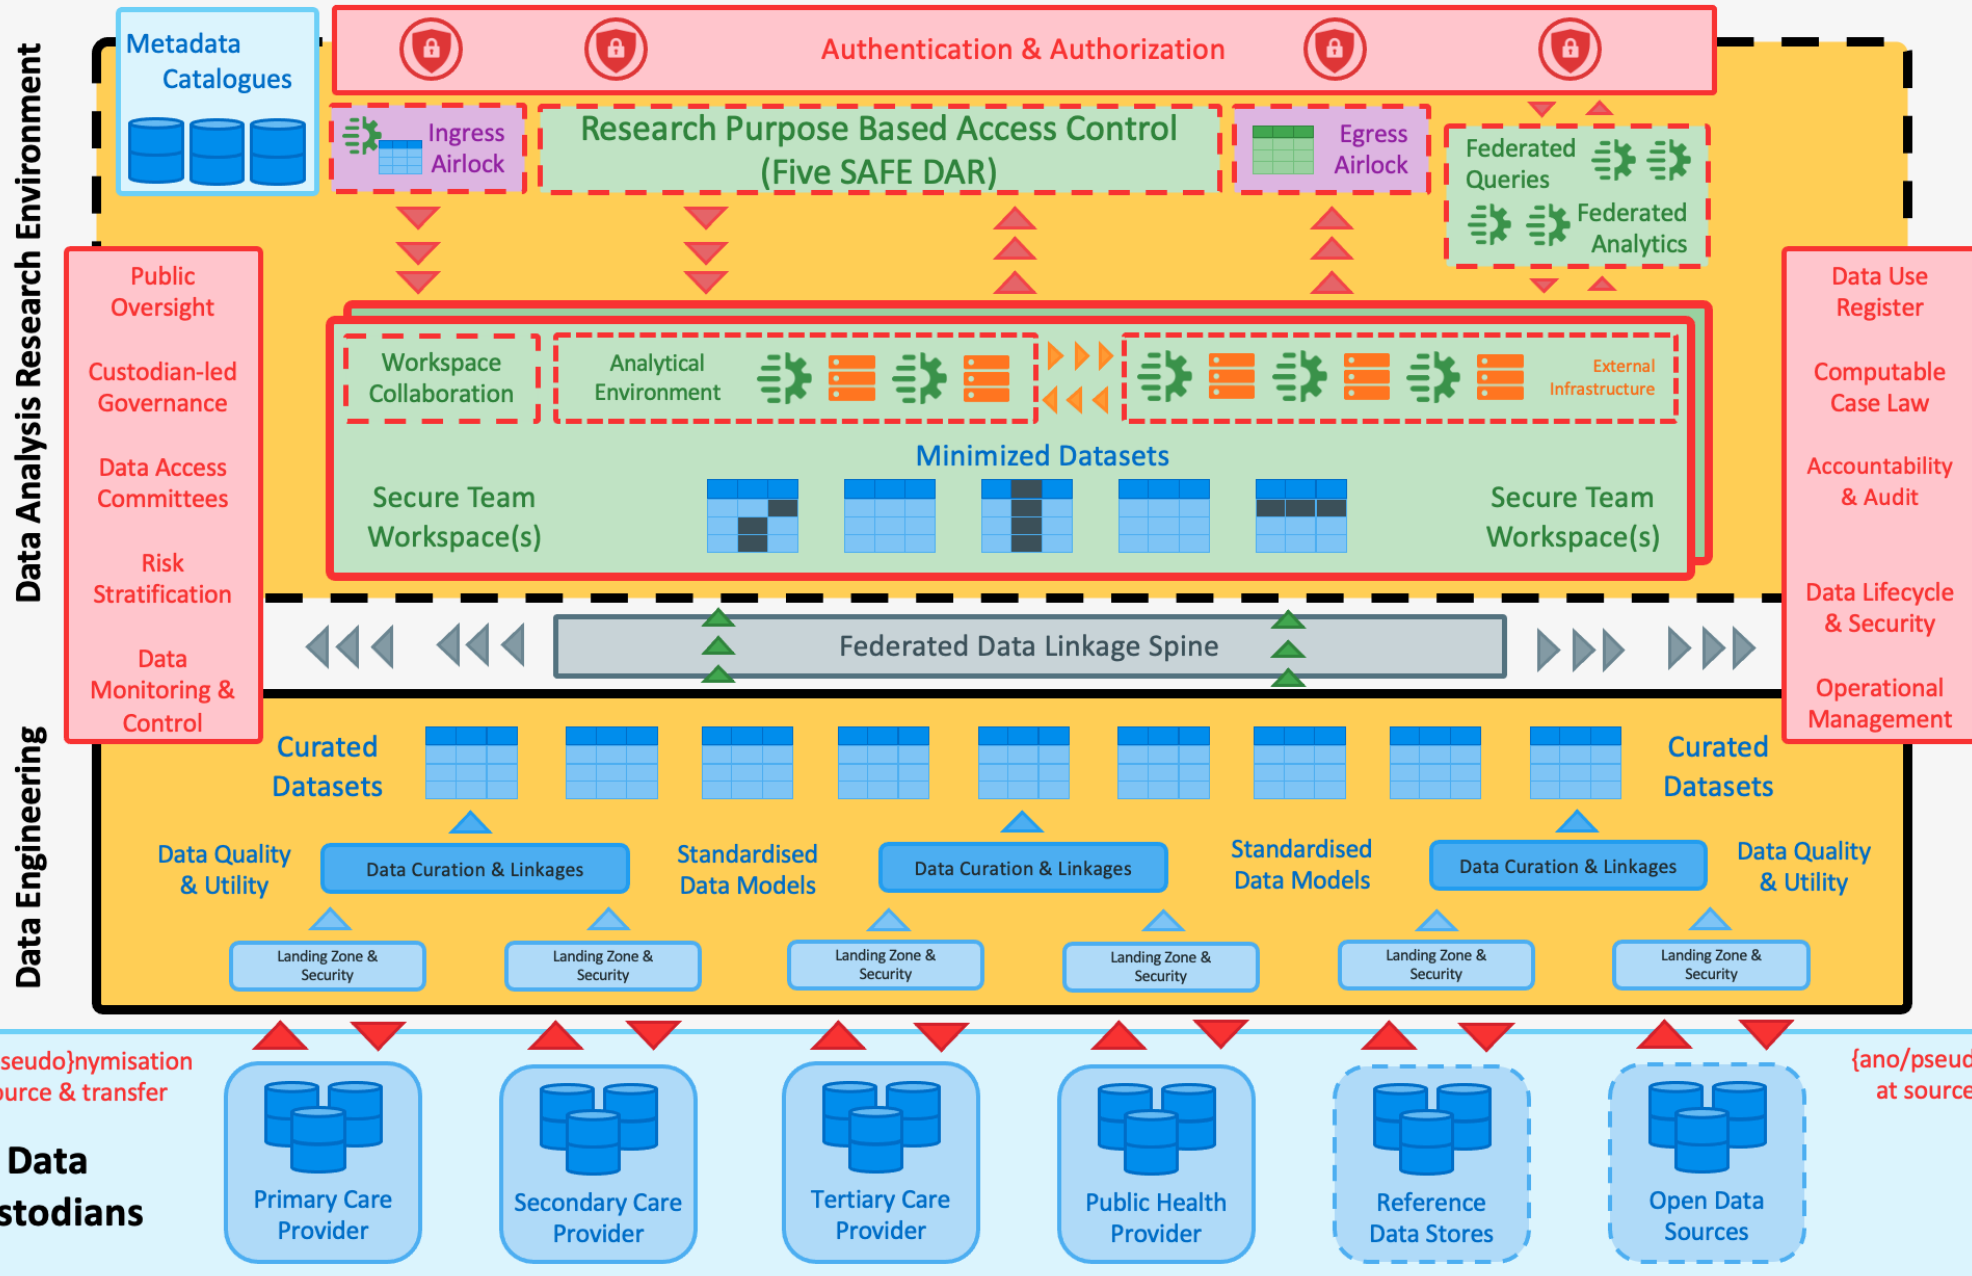 Data Analysis Research Environment
Metadata
Catalogues
Authentication & Authorization
Ingress
Airlock
Research Purpose Based Access Control
(Five SAFE DAR)
Egress
Airlock
Federated
Queries
Federated
Analytics
Public
Oversight
Custodian-led
Governance
Data Access
Committees
Risk
Stratification
Data
Monitoring &
Control
Data Use
Register
Computable
Case Law
Accountability
& Audit
Data Lifecycle
& Security
Operational
Management
Workspace
Collaboration
Analytical
Environment
External
Infrastructure
Minimized Datasets
Secure Team
Workspace(s)
Secure Team
Workspace(s)
Federated Data Linkage Spine
Data Engineering
Curated
Datasets
Curated
Datasets
Data Quality
& Utility
Data Curation & Linkages
Standardised
Data Models
Data Curation & Linkages
Standardised
Data Models
Data Curation & Linkages
Data Quality
& Utility
Landing Zone &
Security
Landing Zone &
Security
Landing Zone &
Security
Landing Zone &
Security
Landing Zone &
Security
Landing Zone &
Security
seudo}nymisation
ource & transfer
{ano/pseud
at source
Data
stodians
Primary Care
Provider
Secondary Care
Provider
Tertiary Care
Provider
Public Health
Provider
Reference
Data Stores
Open Data
Sources